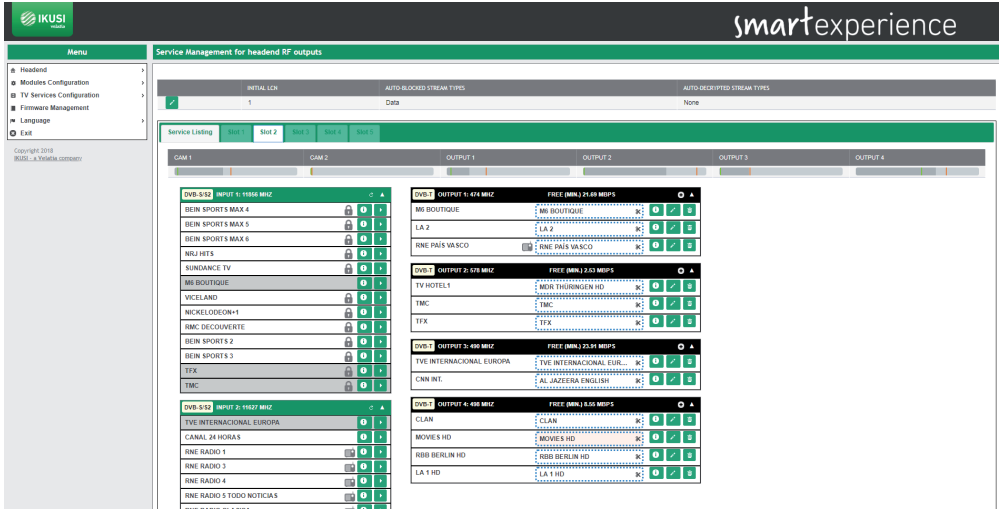 IKUSI
velatia
smartexperience
Menu
Headend
Modules Configuration
TV Services Configuration
Firmware Management
Language
Exit
Copyright 2018
IKUSI - a Velatia company
Service Management for headend RF outputs
INITIAL LCN AUTO-BLOCKED STREAM TYPES AUTO-DECRYPTED STREAM TYPES
1 Data None
Service Listing Slot 1 Slot 2 Slot 3 Slot 4 Slot 5
CAM 1 CAM 2 OUTPUT 1 OUTPUT 2 OUTPUT 3 OUTPUT 4
DVB-S/S2 INPUT 1: 11856 MHZ
BEIN SPORTS MAX 4
BEIN SPORTS MAX 5
BEIN SPORTS MAX 6
NRJ HITS
SUNDANCE TV
M6 BOUTIQUE
VICELAND
NICKELODEON+1
RMC DECOUVERTE
BEIN SPORTS 2
BEIN SPORTS 3
TFX
TMC
DVB-S/S2 INPUT 2: 11627 MHZ
TVE INTERNACIONAL EUROPA
CANAL 24 HORAS
RNE RADIO 1
RNE RADIO 3
RNE RADIO 4
RNE RADIO 5 TODO NOTICIAS
DVB-T OUTPUT 1: 474 MHZ FREE (MIN.) 21.69 MBPS
M6 BOUTIQUE M6 BOUTIQUE
LA 2 LA 2
RNE PAÍS VASCO RNE PAÍS VASCO
DVB-T OUTPUT 2: 578 MHZ FREE (MIN.) 2.53 MBPS
TV HOTEL1 MDR THÜRINGEN HD
TMC TMC
TFX TFX
DVB-T OUTPUT 3: 490 MHZ FREE (MIN.) 23.91 MBPS
TVE INTERNACIONAL EUROPA TVE INTERNACIONAL EUR...
CNN INT. AL JAZEERA ENGLISH
DVB-T OUTPUT 4: 498 MHZ FREE (MIN.) 8.55 MBPS
CLAN CLAN
MOVIES HD MOVIES HD
RBB BERLIN HD RBB BERLIN HD
LA 1 HD LA 1 HD